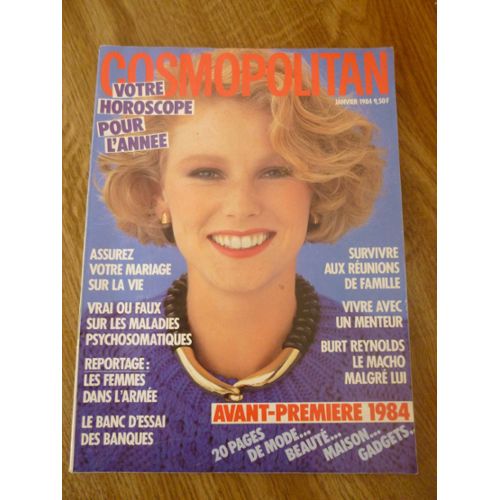 COSMOPOLITAN
JANVIER 1984 9,50F
VOTRE
HOROSCOPE
POUR
L'ANNEE
ASSUREZ
VOTRE MARIAGE
SUR LA VIE
VRAI OU FAUX
SUR LES MALADIES
PSYCHOSOMATIQUES
REPORTAGE:
LES FEMMES
DANS L'ARMÉE
LE BANC D'ESSAI
DES BANQUES
SURVIVRE
AUX RÉUNIONS
DE FAMILLE
VIVRE AVEC
UN MENTEUR
BURT REYNOLDS
LE MACHO
MALGRÉ LUI
AVANT-PREMIERE 1984
20 PAGES
DE MODE...
BEAUTÉ...
MAISON...
GADGETS..